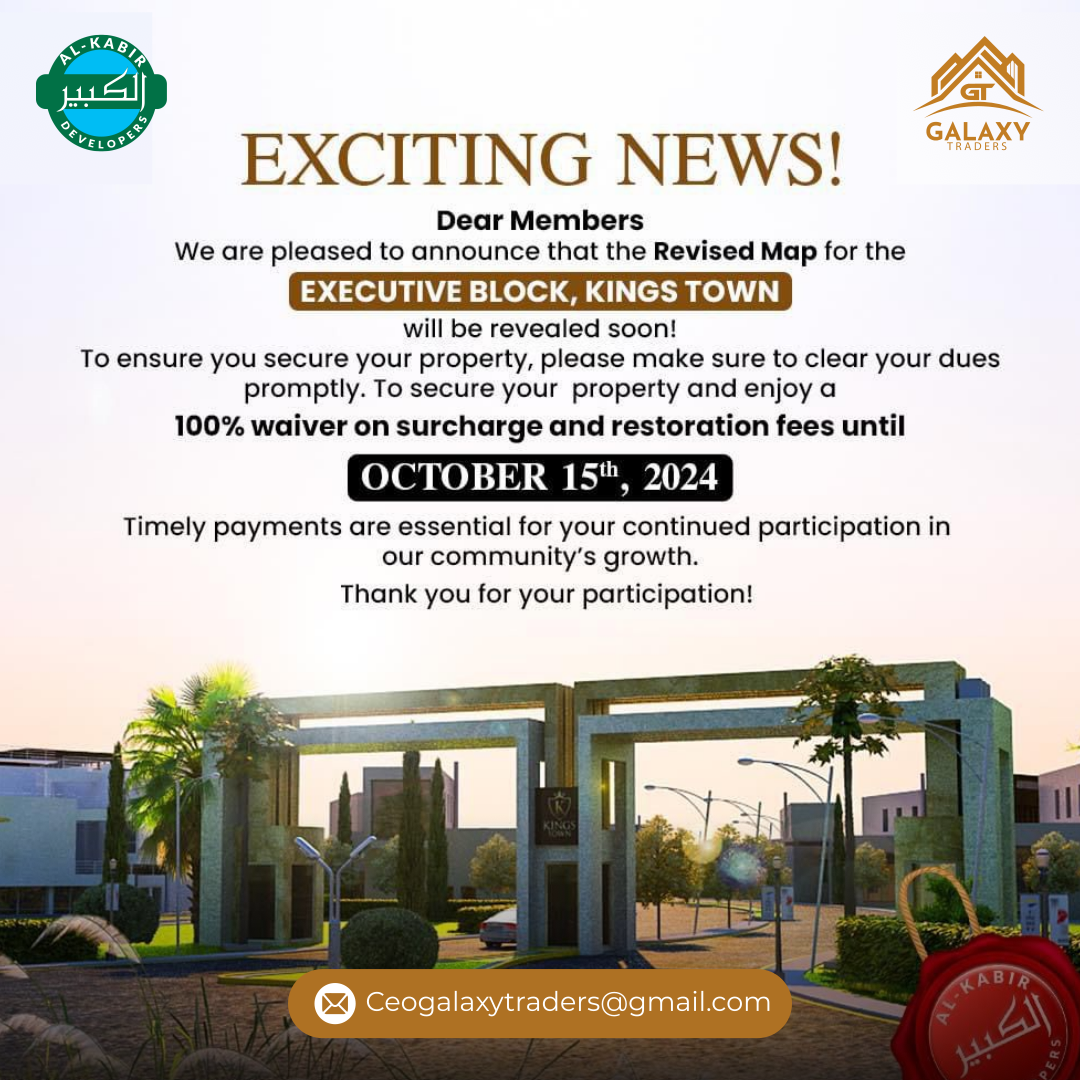 AL-KABIR
الكبير
DEVELOPERS
GT
GALAXY
TRADERS
EXCITING NEWS!
Dear Members
We are pleased to announce that the Revised Map for the
EXECUTIVE BLOCK, KINGS TOWN
will be revealed soon!
To ensure you secure your property, please make sure to clear your dues
promptly. To secure your property and enjoy a
100% waiver on surcharge and restoration fees until
OCTOBER 15th, 2024
Timely payments are essential for your continued participation in
our community's growth.
Thank you for your participation!
K
KINGS
TOWN
Ceogalaxytraders@gmail.com
AL-KABIR
الكبير
PERS